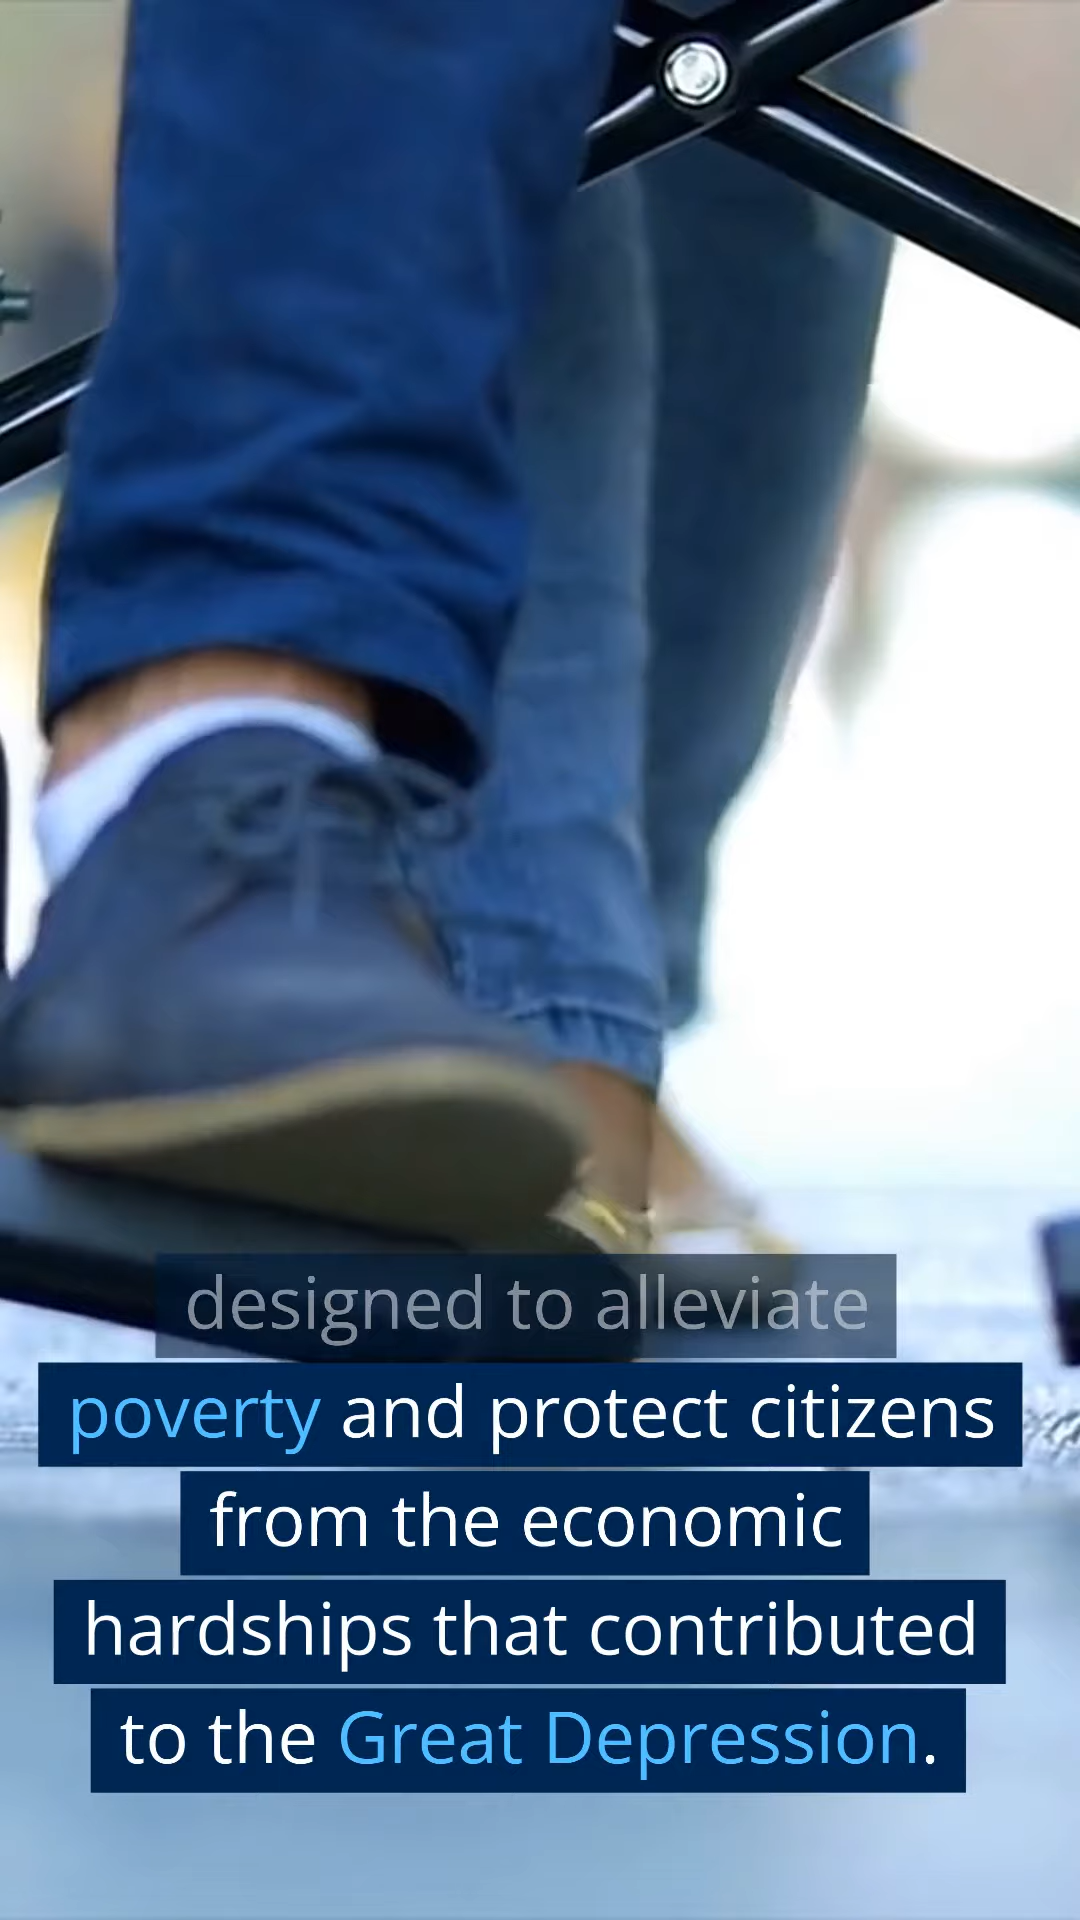 designed to alleviate
poverty and protect citizens
from the economic
hardships that contributed
to the Great Depression.